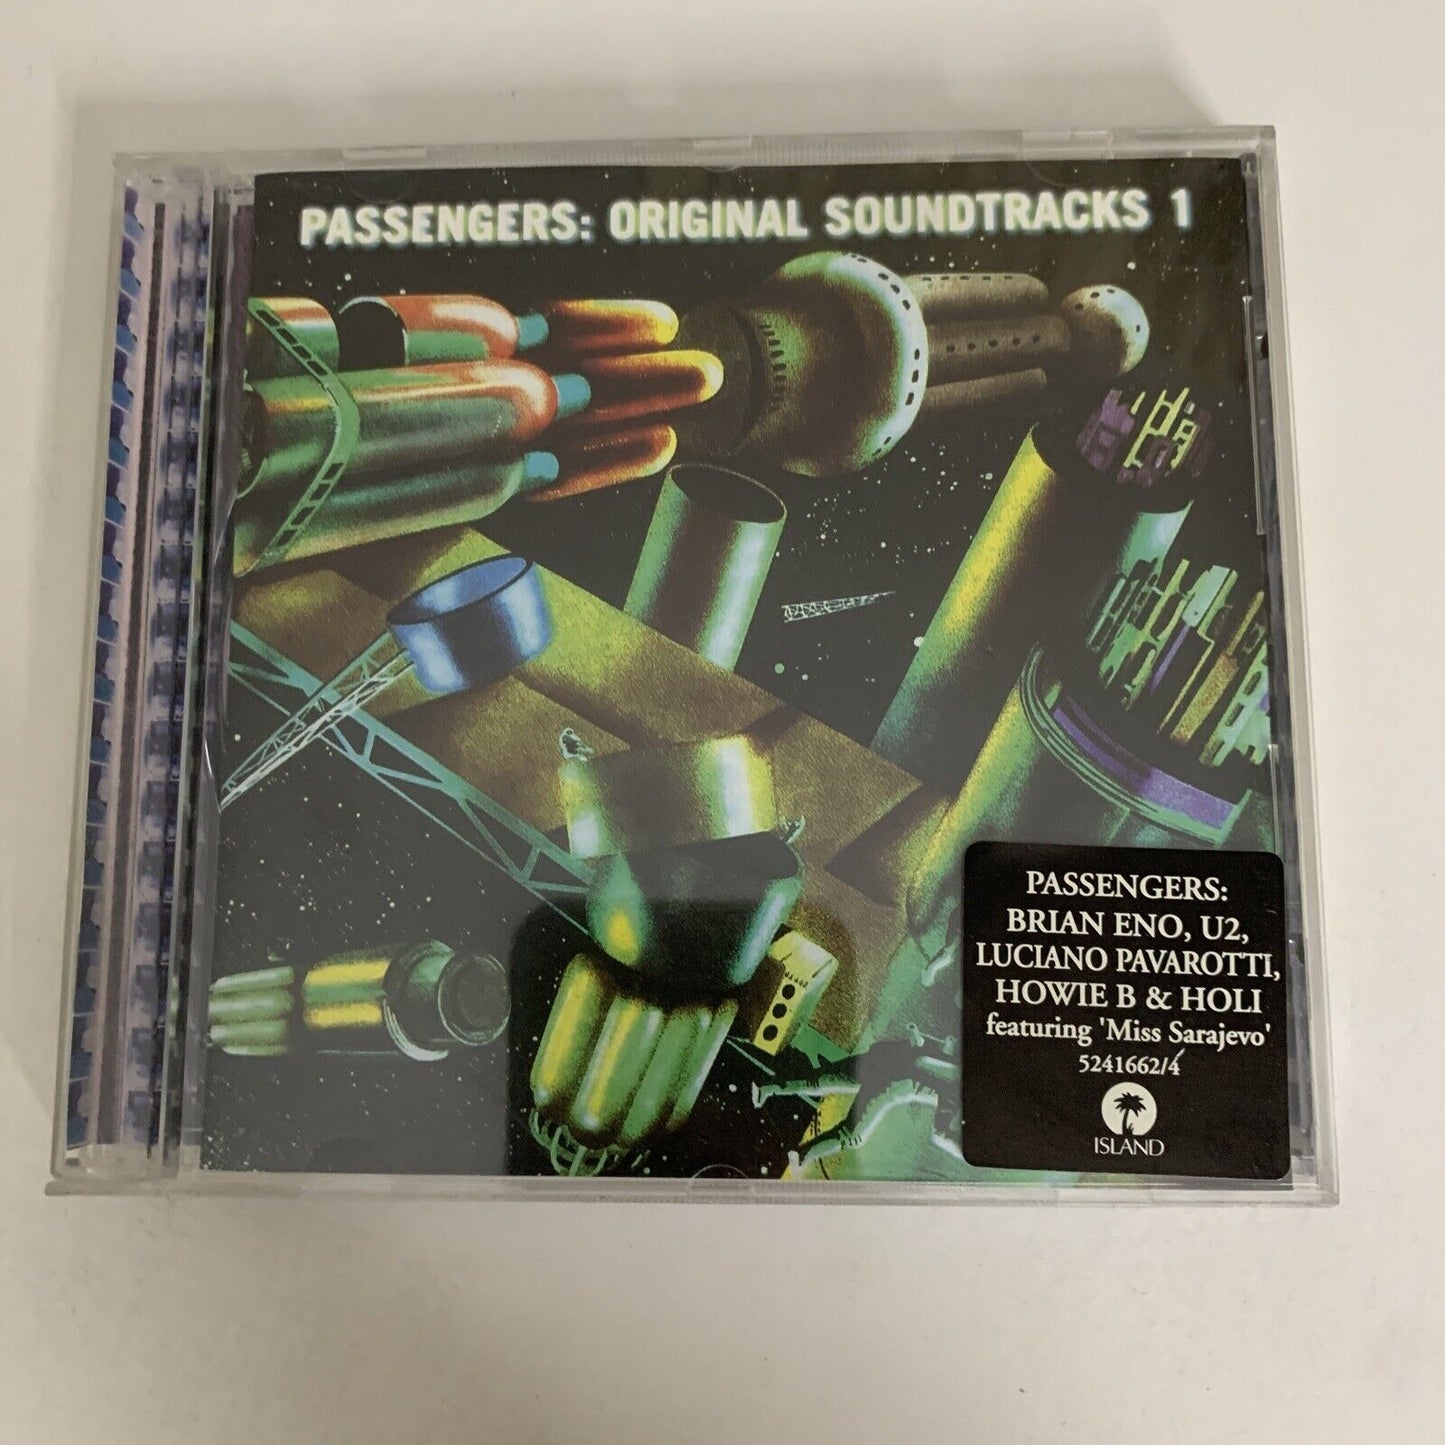 PASSENGERS: ORIGINAL SOUNDTRACKS 1
PASSENGERS:
BRIAN ENO, U2,
LUCIANO PAVAROTTI,
HOWIE B & HOLI
featuring 'Miss Sarajevo'
5241662/4
ISLAND